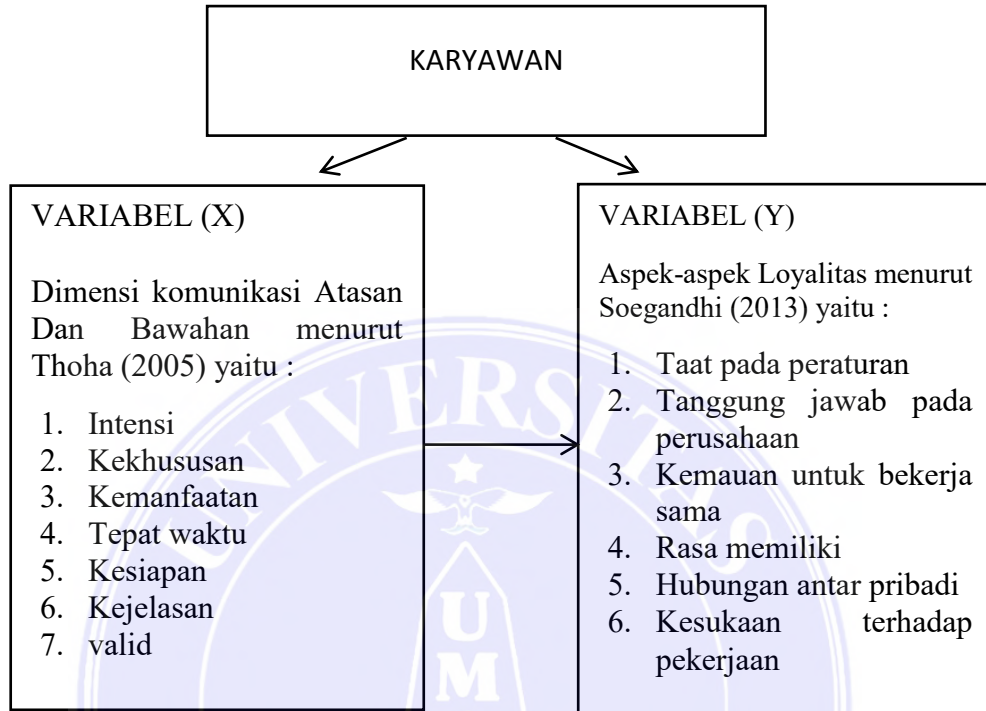 KARYAWAN
VARIABEL (X)
Dimensi komunikasi Atasan
Dan Bawahan menurut
Thoha (2005) yaitu :
1. Intensi
2. Kekhususan
3. Kemanfaatan
4. Tepat waktu
5. Kesiapan
6. Kejelasan
7. valid
VARIABEL (Y)
Aspek-aspek Loyalitas menurut
Soegandhi (2013) yaitu :
1. Taat pada peraturan
2. Tanggung jawab pada
perusahaan
3. Kemauan untuk bekerja
sama
4. Rasa memiliki
5. Hubungan antar pribadi
6. Kesukaan terhadap
pekerjaan
UNIVERSITAS
U
M